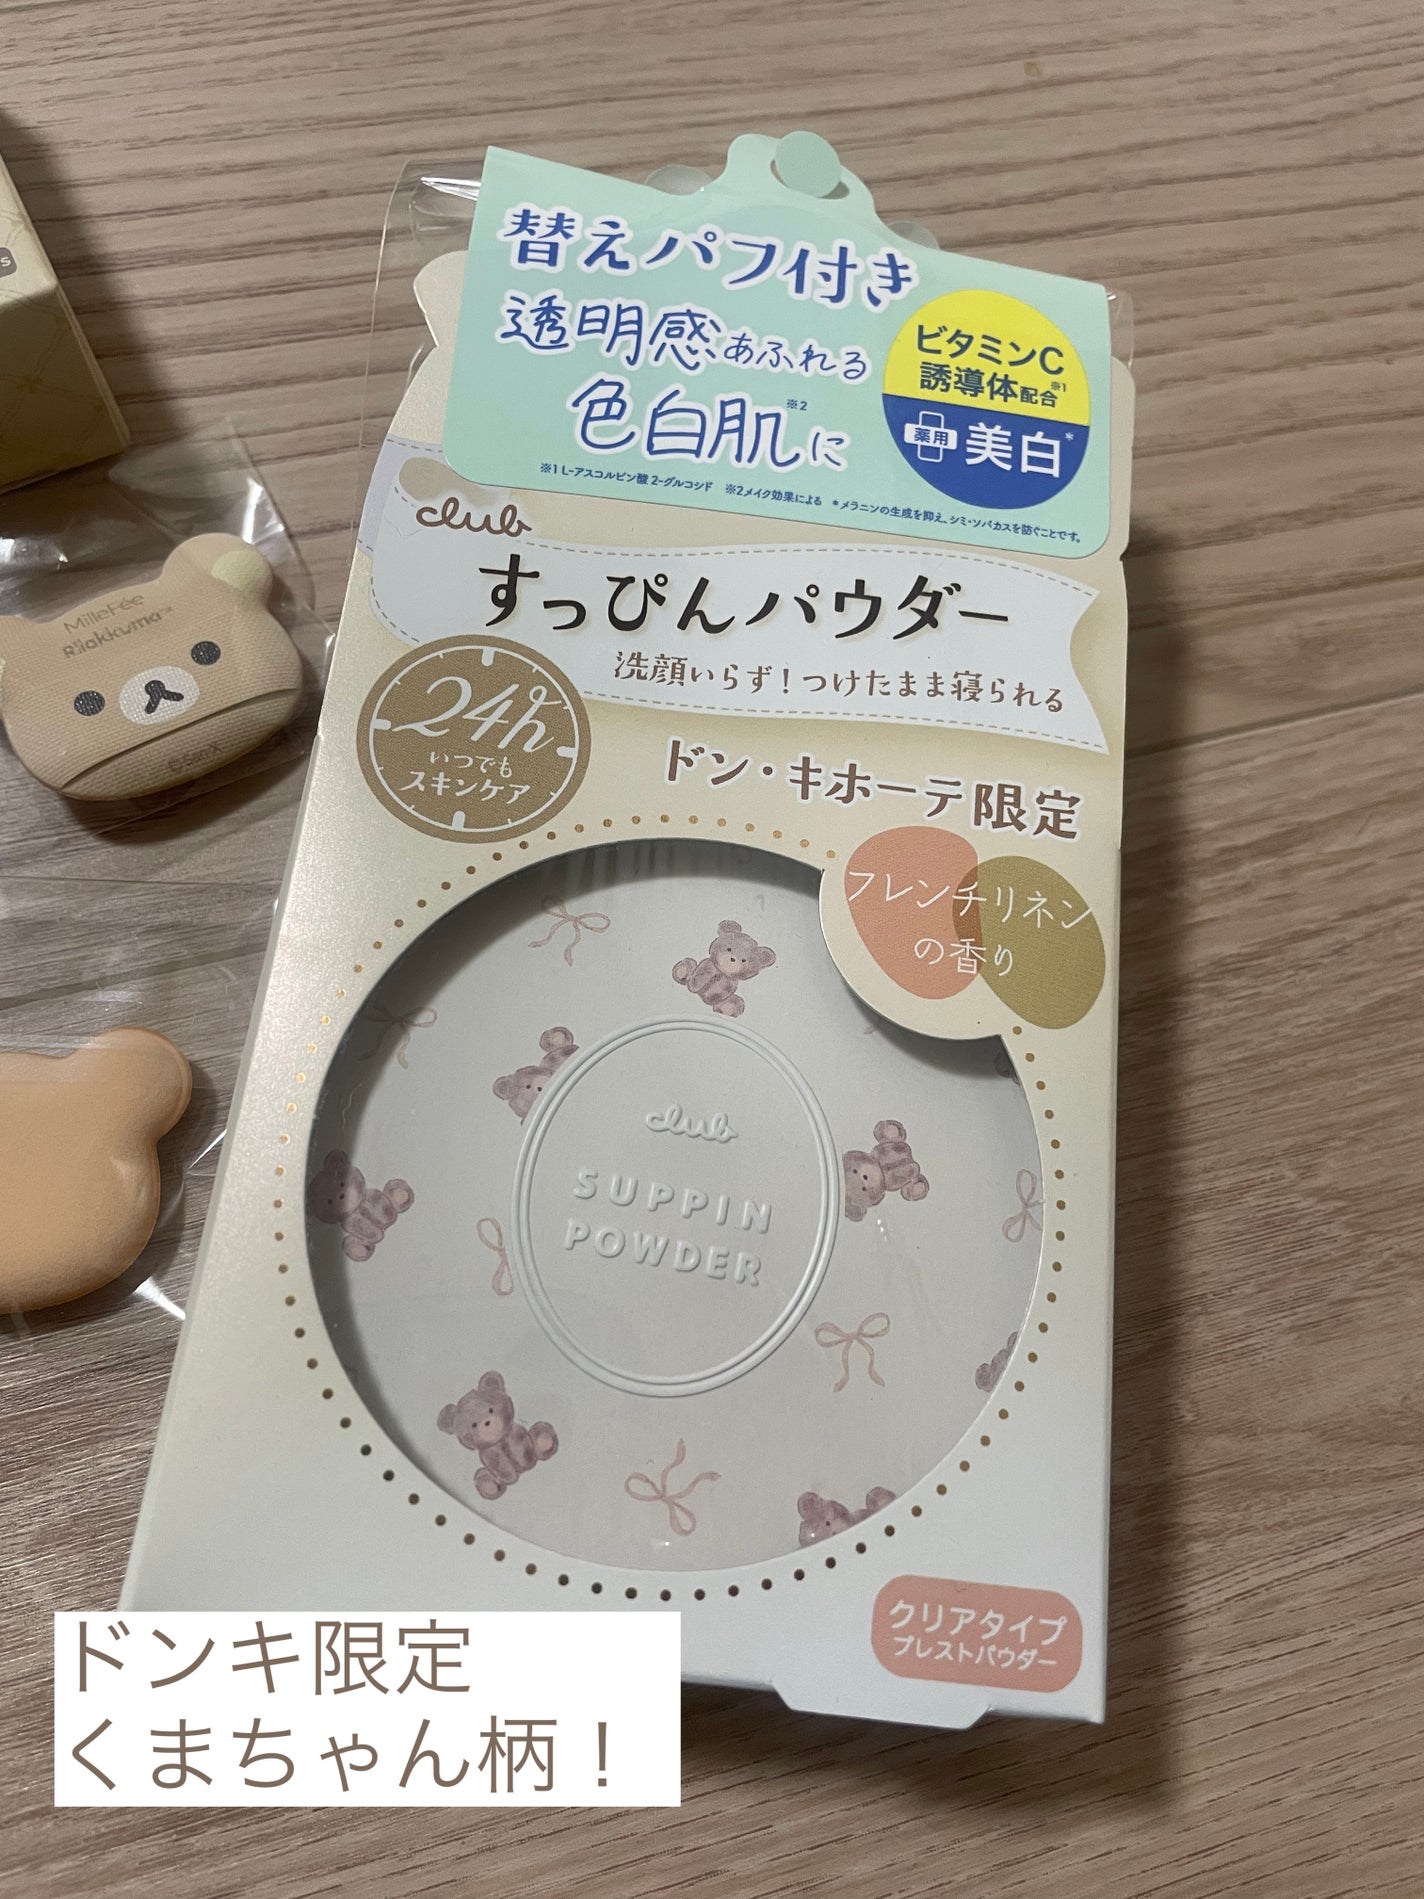 替えパフ付き
透明感あふれる
色白肌※2に
ビタミンC
誘導体配合※1
薬用 美白*
※1 L-アスコルビン酸 2-グルコシド ※2メイク効果による *メラニンの生成を抑え、シミ・ソバカスを防ぐことです。
club
すっぴんパウダー
洗顔いらず！つけたまま寝られる
24h
いつでも
スキンケア
ドン・キホーテ限定
フレンチリネン
の香り
club
SUPPIN
POWDER
クリアタイプ
プレストパウダー
MilleFée
Rilakkuma
ドンキ限定
くまちゃん柄！